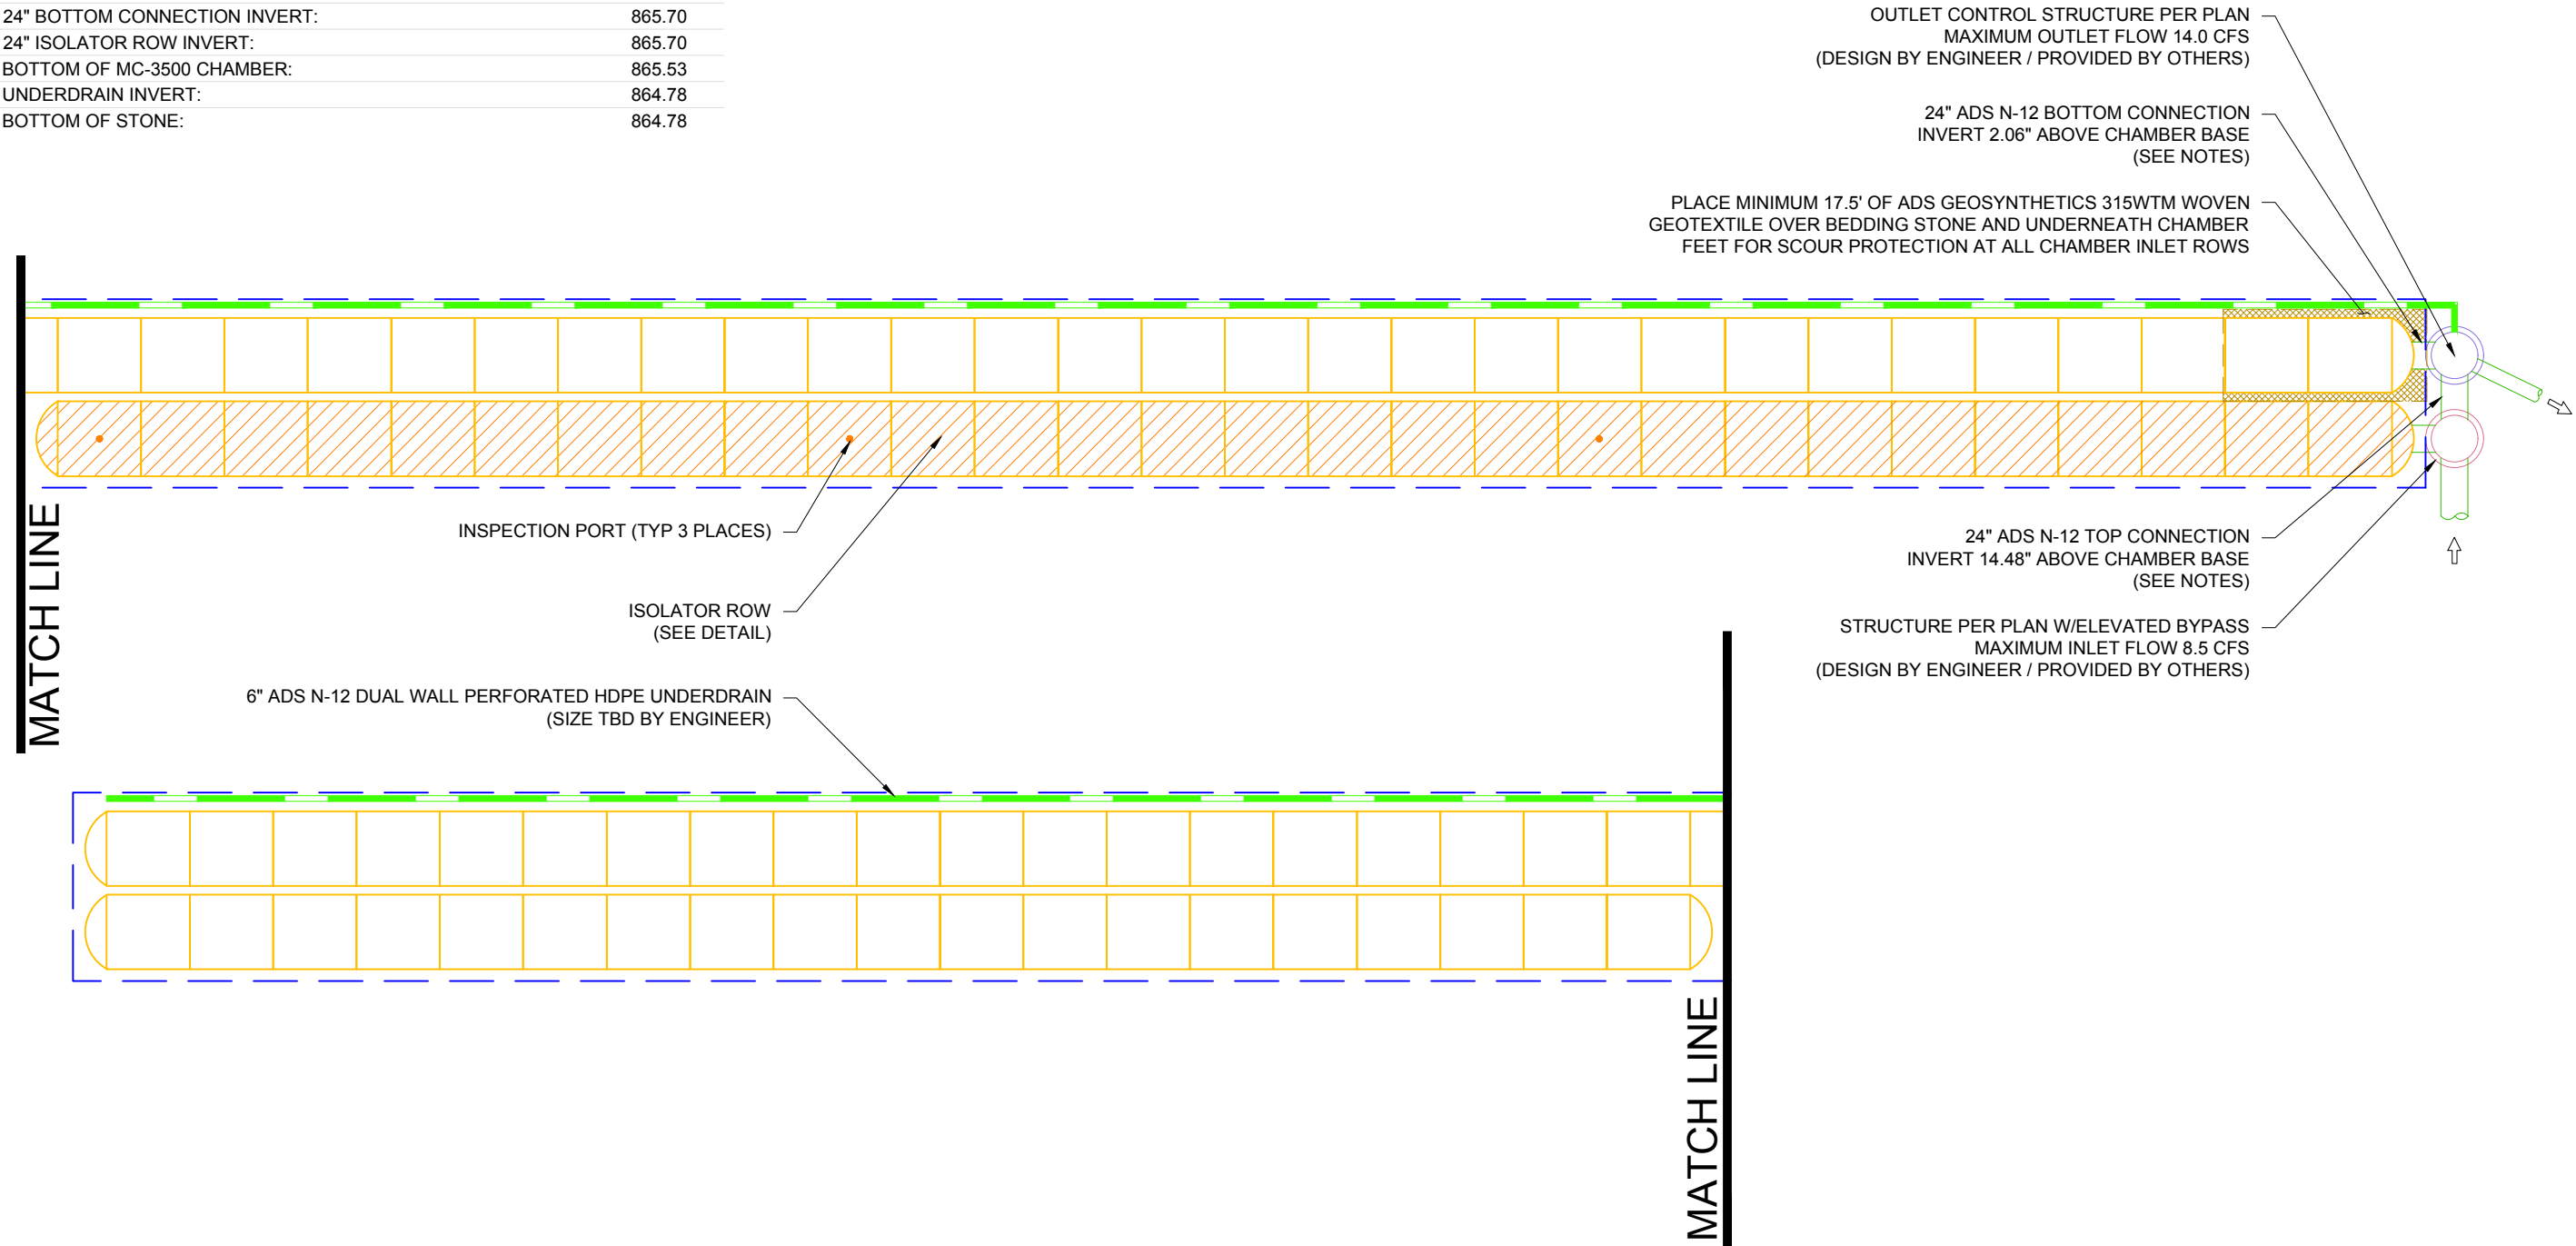 24" BOTTOM CONNECTION INVERT: 865.70
24" ISOLATOR ROW INVERT: 865.70
BOTTOM OF MC-3500 CHAMBER: 865.53
UNDERDRAIN INVERT: 864.78
BOTTOM OF STONE: 864.78
OUTLET CONTROL STRUCTURE PER PLAN
MAXIMUM OUTLET FLOW 14.0 CFS
(DESIGN BY ENGINEER / PROVIDED BY OTHERS)
24" ADS N-12 BOTTOM CONNECTION
INVERT 2.06" ABOVE CHAMBER BASE
(SEE NOTES)
PLACE MINIMUM 17.5' OF ADS GEOSYNTHETICS 315WTM WOVEN
GEOTEXTILE OVER BEDDING STONE AND UNDERNEATH CHAMBER
FEET FOR SCOUR PROTECTION AT ALL CHAMBER INLET ROWS
MATCH LINE
INSPECTION PORT (TYP 3 PLACES)
ISOLATOR ROW
(SEE DETAIL)
6" ADS N-12 DUAL WALL PERFORATED HDPE UNDERDRAIN
(SIZE TBD BY ENGINEER)
24" ADS N-12 TOP CONNECTION
INVERT 14.48" ABOVE CHAMBER BASE
(SEE NOTES)
STRUCTURE PER PLAN W/ELEVATED BYPASS
MAXIMUM INLET FLOW 8.5 CFS
(DESIGN BY ENGINEER / PROVIDED BY OTHERS)
MATCH LINE